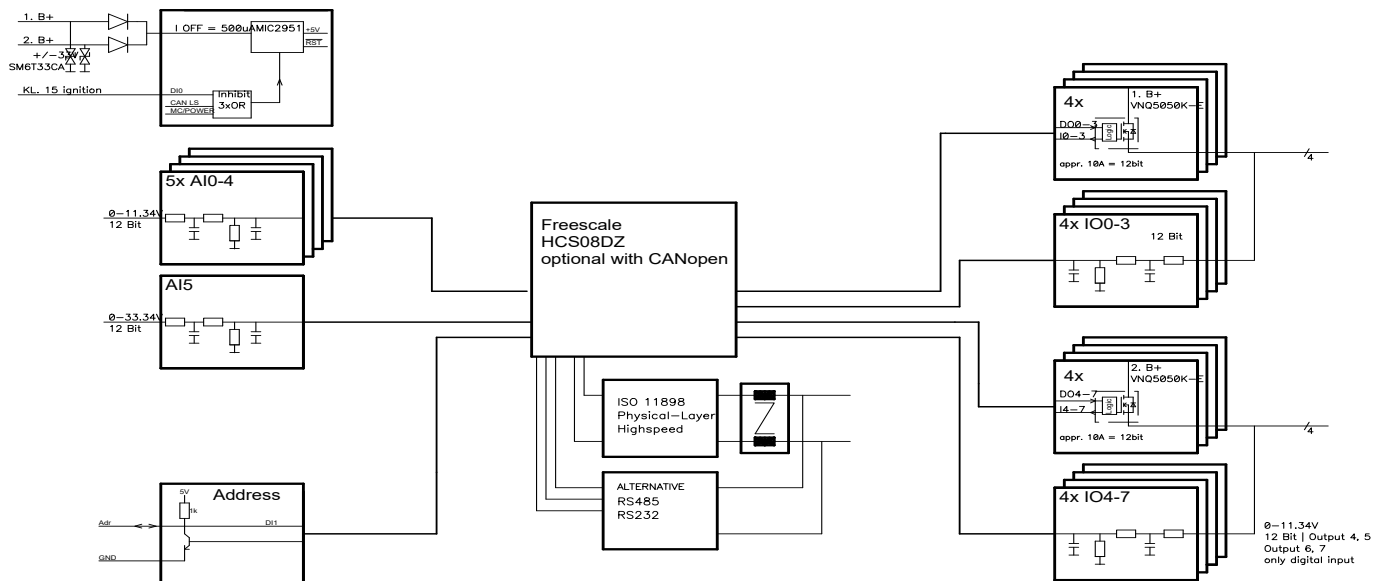 1. B+
2. B+
+/-33V
SM6T33CA
KL. 15 ignition
I OFF = 500uA
MIC2951
+5V
RST
DI0
CAN LS
MC/POWER
Inhibit
3xOR
5x AI0-4
0-11,34V
12 Bit
AI5
0-33,34V
12 Bit
Address
5V
1k
Adr
DI1
GND
Freescale
HCS08DZ
optional with CANopen
ISO 11898
Physical-Layer
Highspeed
Z
ALTERNATIVE
RS485
RS232
4x
1. B+
VNQ5050K-E
DO0-3
I0-3
Logic
appr. 10A = 12bit
4
4x IO0-3
12 Bit
4x
2. B+
VNQ5050K-E
DO4-7
I4-7
Logic
appr. 10A = 12bit
4
4x IO4-7
0-11.34V
12 Bit | Output 4, 5
Output 6, 7
only digital input